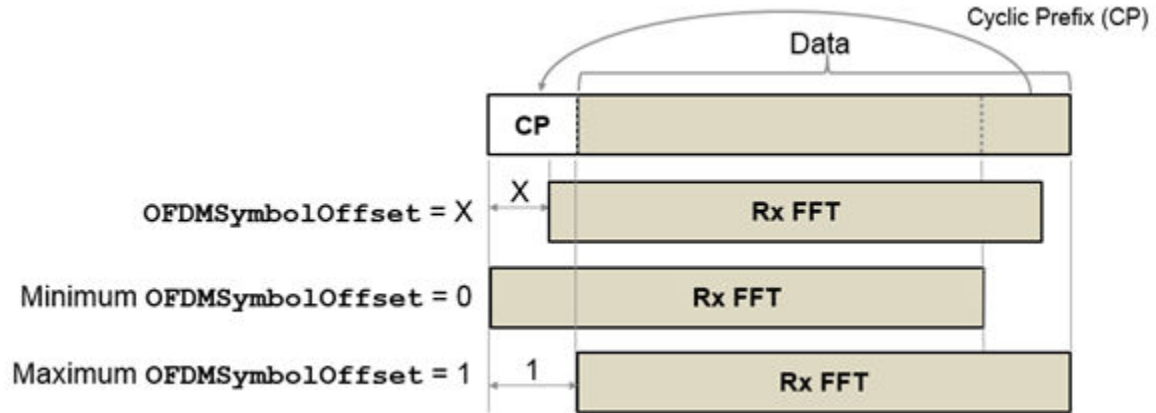 Cyclic Prefix (CP)
Data
CP
X
OFDMSymbolOffset = X
Rx FFT
Minimum OFDMSymbolOffset = 0
Rx FFT
Maximum OFDMSymbolOffset = 1
1
Rx FFT